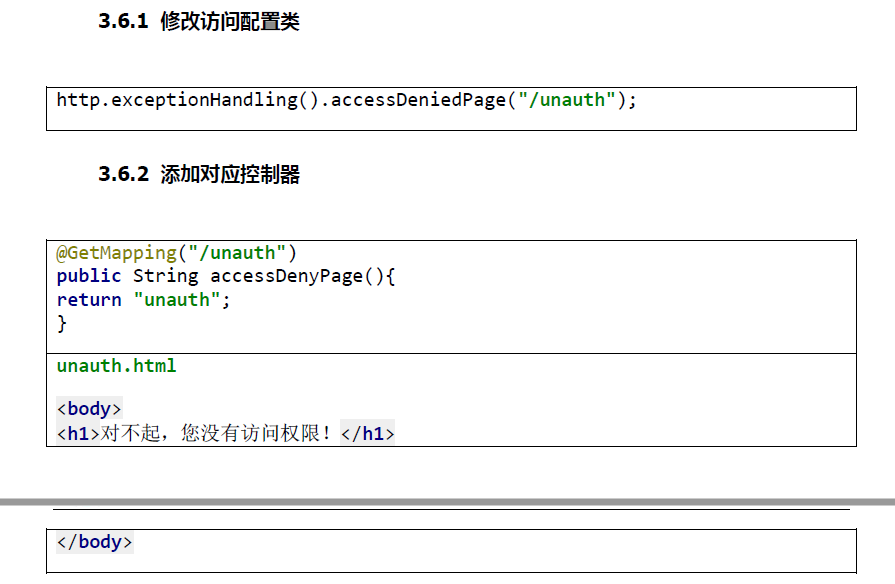 3.6.1 修改访问配置类
http.exceptionHandling().accessDeniedPage("/unauth");
3.6.2 添加对应控制器
@GetMapping("/unauth")
public String accessDenyPage(){
return "unauth";
}
unauth.html
<body>
<h1>对不起，您没有访问权限！</h1>
</body>